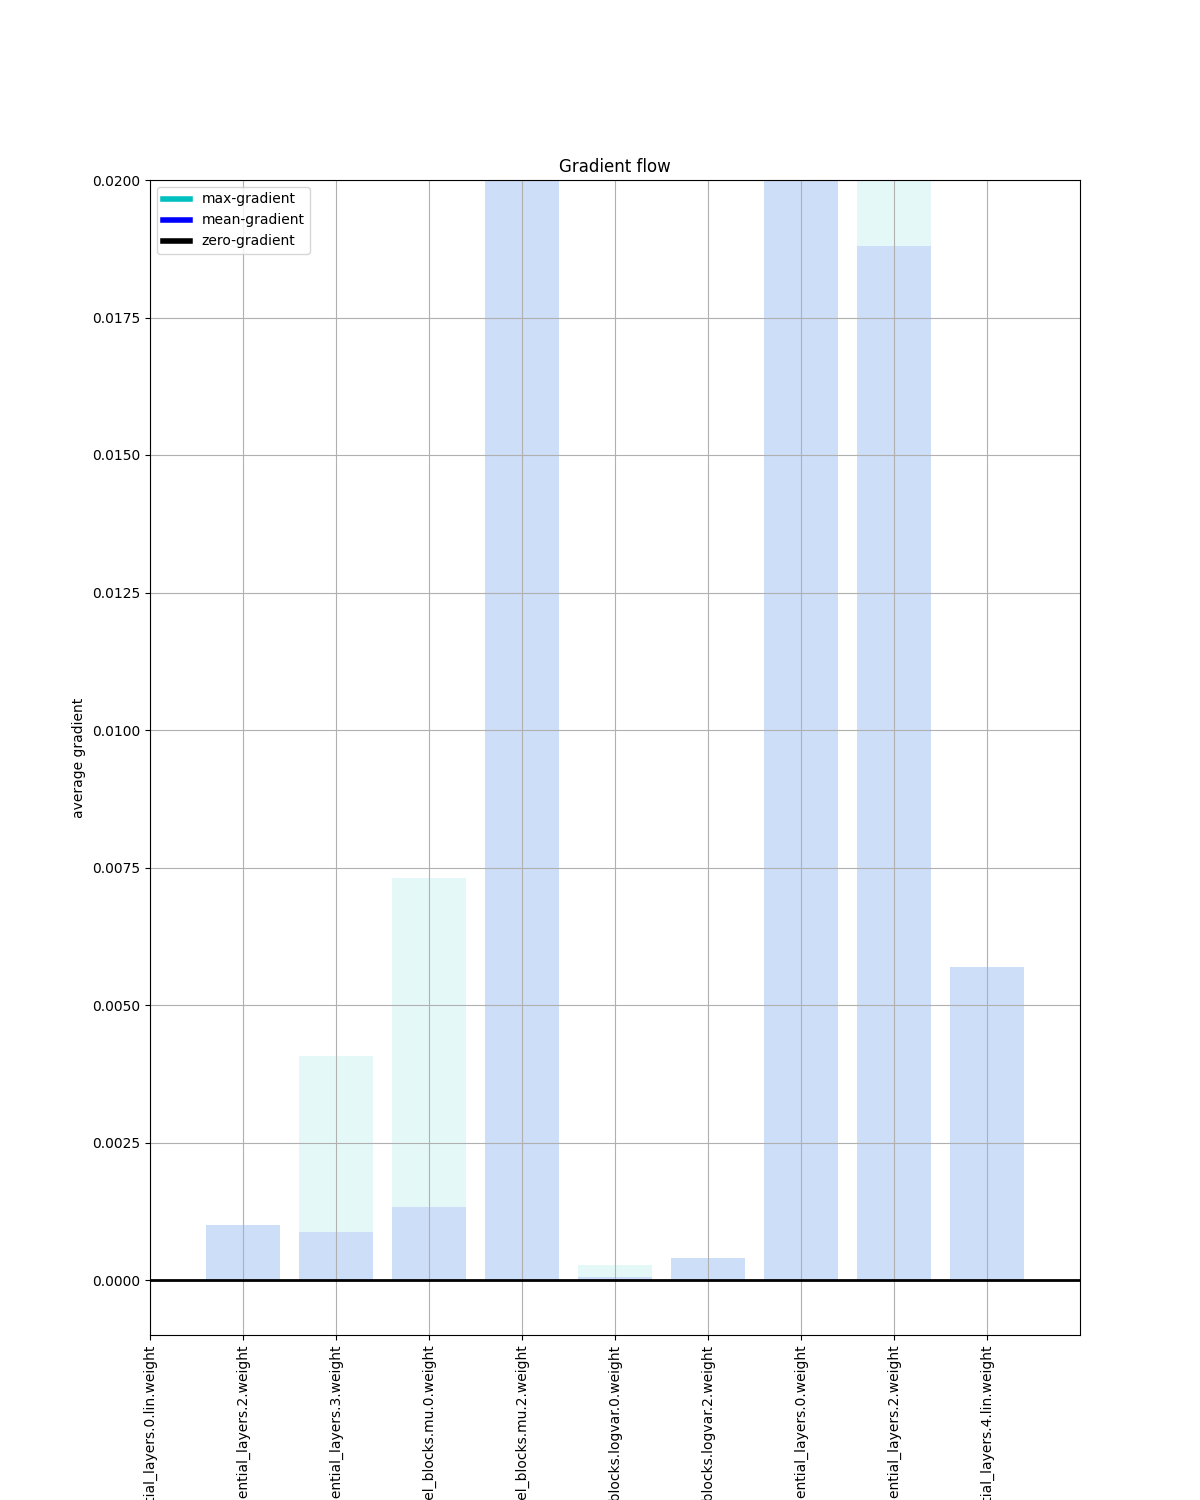 Gradient flow
max-gradient
mean-gradient
zero-gradient
0.0200
0.0175
0.0150
0.0125
0.0100
0.0075
0.0050
0.0025
0.0000
average gradient
tial_layers.0.lin.weight
ential_layers.2.weight
ential_layers.3.weight
el_blocks.mu.0.weight
el_blocks.mu.2.weight
blocks.logvar.0.weight
blocks.logvar.2.weight
ential_layers.0.weight
ential_layers.2.weight
tial_layers.4.lin.weight